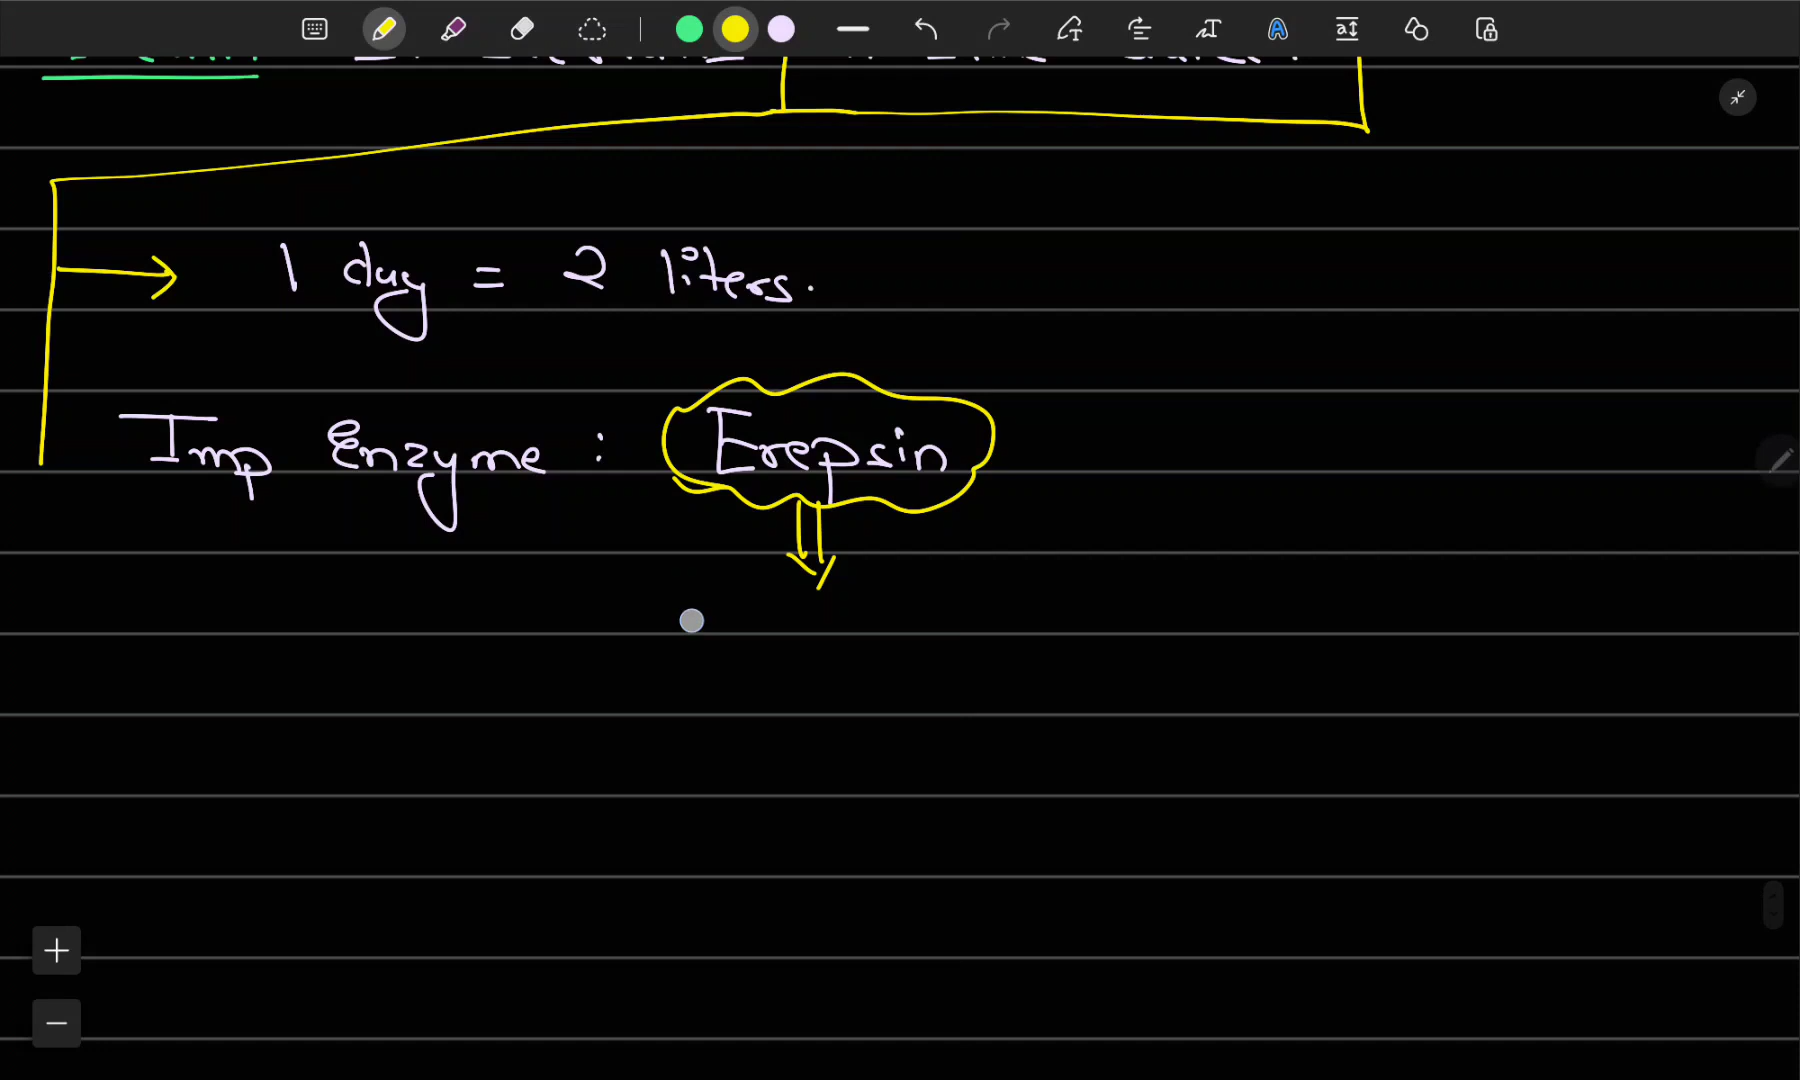 1 day = 2 liters.
Imp Enzyme : Erepsin